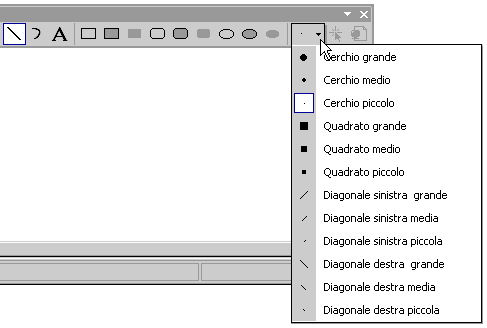 A
Cerchio grande
Cerchio medio
Cerchio piccolo
Quadrato grande
Quadrato medio
Quadrato piccolo
Diagonale sinistra  grande
Diagonale sinistra media
Diagonale sinistra piccola
Diagonale destra  grande
Diagonale destra media
Diagonale destra piccola